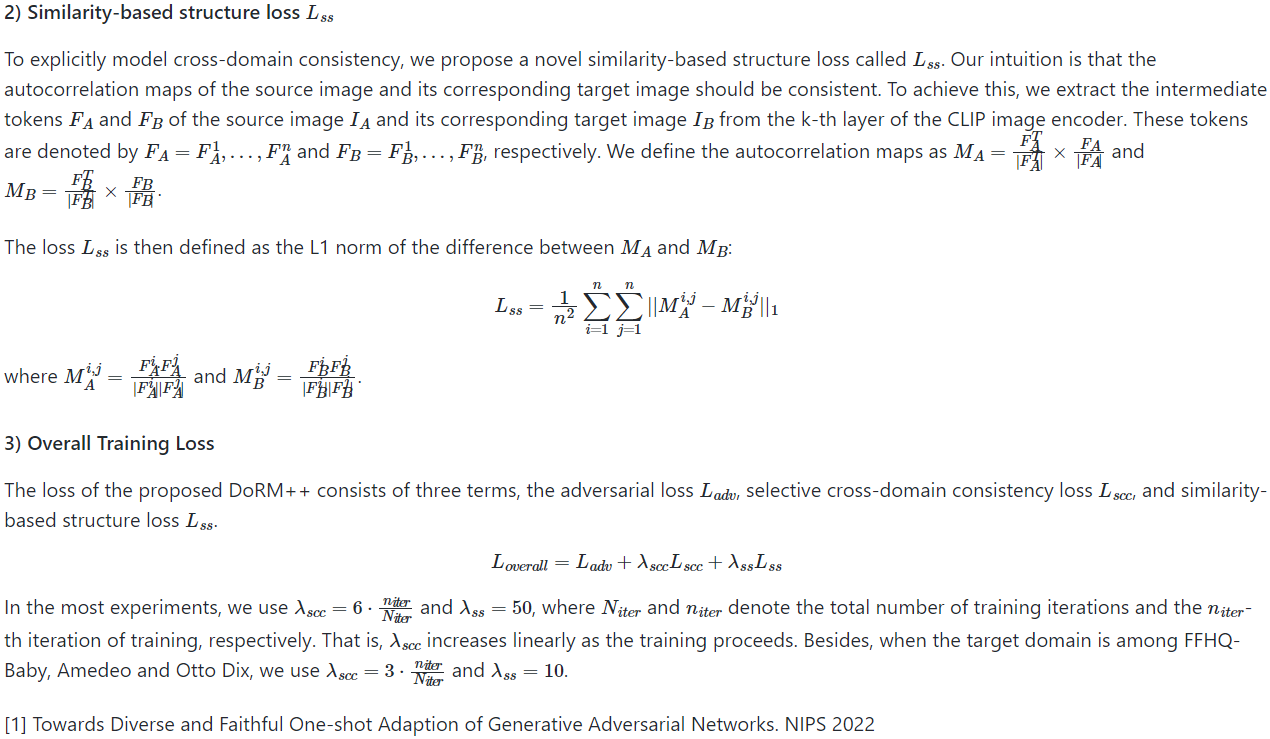 2) Similarity-based structure loss $L_{ss}$
To explicitly model cross-domain consistency, we propose a novel similarity-based structure loss called $L_{ss}$. Our intuition is that the
autocorrelation maps of the source image and its corresponding target image should be consistent. To achieve this, we extract the intermediate
tokens $F_A$ and $F_B$ of the source image $I_A$ and its corresponding target image $I_B$ from the k-th layer of the CLIP image encoder. These tokens
are denoted by $F_A = F_A^1, \ldots, F_A^n$ and $F_B = F_B^1, \ldots, F_B^n$, respectively. We define the autocorrelation maps as $M_A = \frac{F_A^T}{|F_A^T|} \times \frac{F_A}{|F_A|}$ and
$M_B = \frac{F_B^T}{|F_B^T|} \times \frac{F_B}{|F_B|}$.
The loss $L_{ss}$ is then defined as the L1 norm of the difference between $M_A$ and $M_B$:
$L_{ss} = \frac{1}{n^2} \sum_{i=1}^{n} \sum_{j=1}^{n} ||M_A^{i,j} - M_B^{i,j}||_1$
where $M_A^{i,j} = \frac{F_A^i F_A^j}{|F_A^i||F_A^j|}$ and $M_B^{i,j} = \frac{F_B^i F_B^j}{|F_B^i||F_B^j|}$.
3) Overall Training Loss
The loss of the proposed DoRM++ consists of three terms, the adversarial loss $L_{adv}$, selective cross-domain consistency loss $L_{scc}$, and similarity-
based structure loss $L_{ss}$.
$L_{overall} = L_{adv} + \lambda_{scc} L_{scc} + \lambda_{ss} L_{ss}$
In the most experiments, we use $\lambda_{scc} = 6 \cdot \frac{n_{iter}}{N_{iter}}$ and $\lambda_{ss} = 50$, where $N_{iter}$ and $n_{iter}$ denote the total number of training iterations and the $n_{iter}$-
th iteration of training, respectively. That is, $\lambda_{scc}$ increases linearly as the training proceeds. Besides, when the target domain is among FFHQ-
Baby, Amedeo and Otto Dix, we use $\lambda_{scc} = 3 \cdot \frac{n_{iter}}{N_{iter}}$ and $\lambda_{ss} = 10$.
[1] Towards Diverse and Faithful One-shot Adaption of Generative Adversarial Networks. NIPS 2022